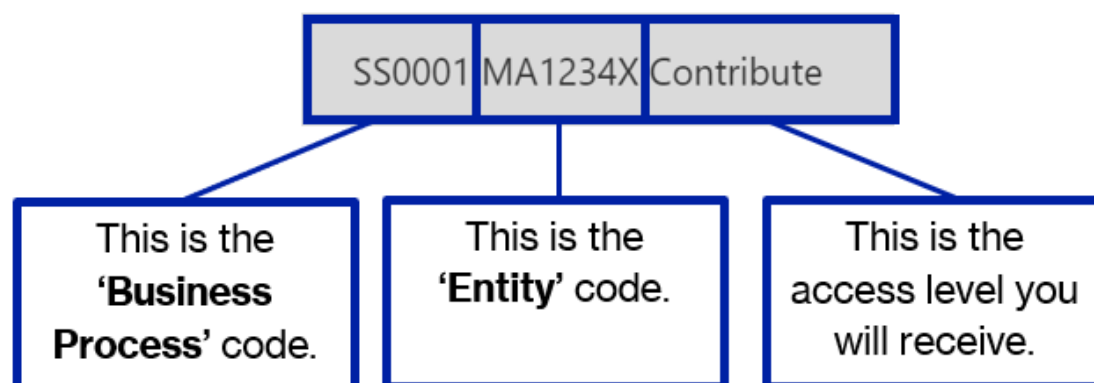 SS0001 MA1234X Contribute
This is the
‘Business
Process’ code.
This is the
‘Entity’ code.
This is the
access level you
will receive.